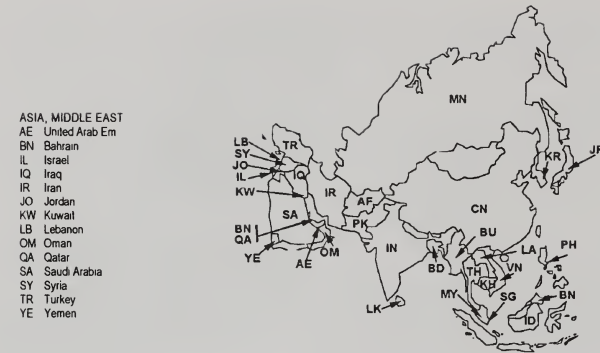 ASIA, MIDDLE EAST
AE United Arab Em
BN Bahrain
IL Israel
IQ Iraq
IR Iran
JO Jordan
KW Kuwait
LB Lebanon
OM Oman
QA Qatar
SA Saudi Arabia
SY Syria
TR Turkey
YE Yemen
MN
LB
TR
SY
JO
IL
IQ
KW
IR
AF
PK
SA
BN
QA
YE
AE
OM
IN
LK
CN
KR
JP
BU
BD
LA
TH
VN
KH
PH
MY
SG
BN
ID